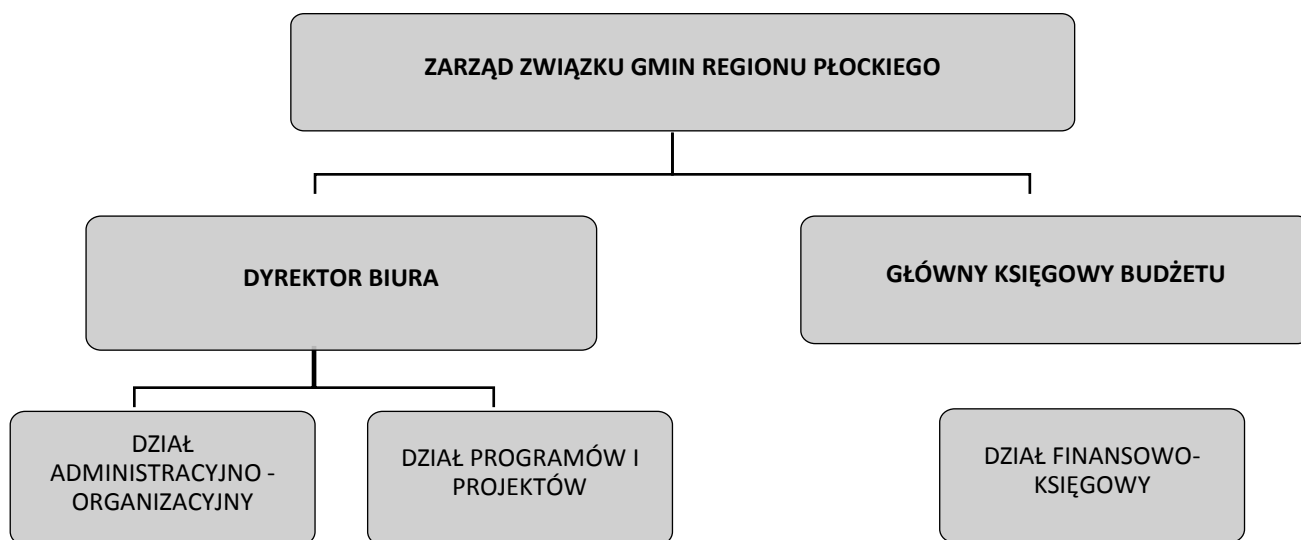 ZARZĄD ZWIĄZKU GMIN REGIONU PŁOCKIEGO
DYREKTOR BIURA
GŁÓWNY KSIĘGOWY BUDŻETU
DZIAŁ
ADMINISTRACYJNO -
ORGANIZACYJNY
DZIAŁ PROGRAMÓW I
PROJEKTÓW
DZIAŁ FINANSOWO-
KSIĘGOWY